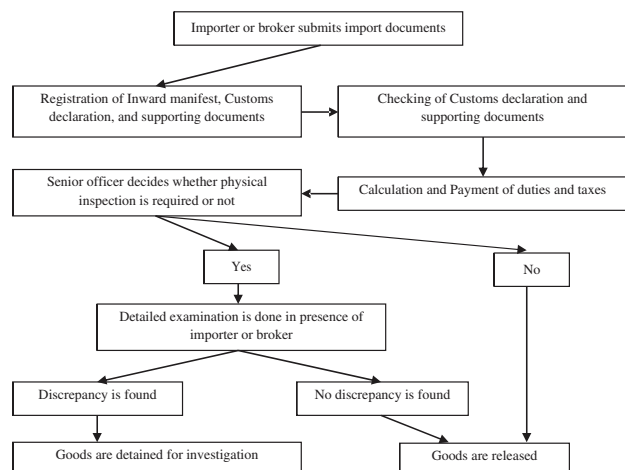 Importer or broker submits import documents
Registration of Inward manifest, Customs
declaration, and supporting documents
Checking of Customs declaration and
supporting documents
Senior officer decides whether physical
inspection is required or not
Calculation and Payment of duties and taxes
Yes
No
Detailed examination is done in presence of
importer or broker
Discrepancy is found
No discrepancy is found
Goods are detained for investigation
Goods are released